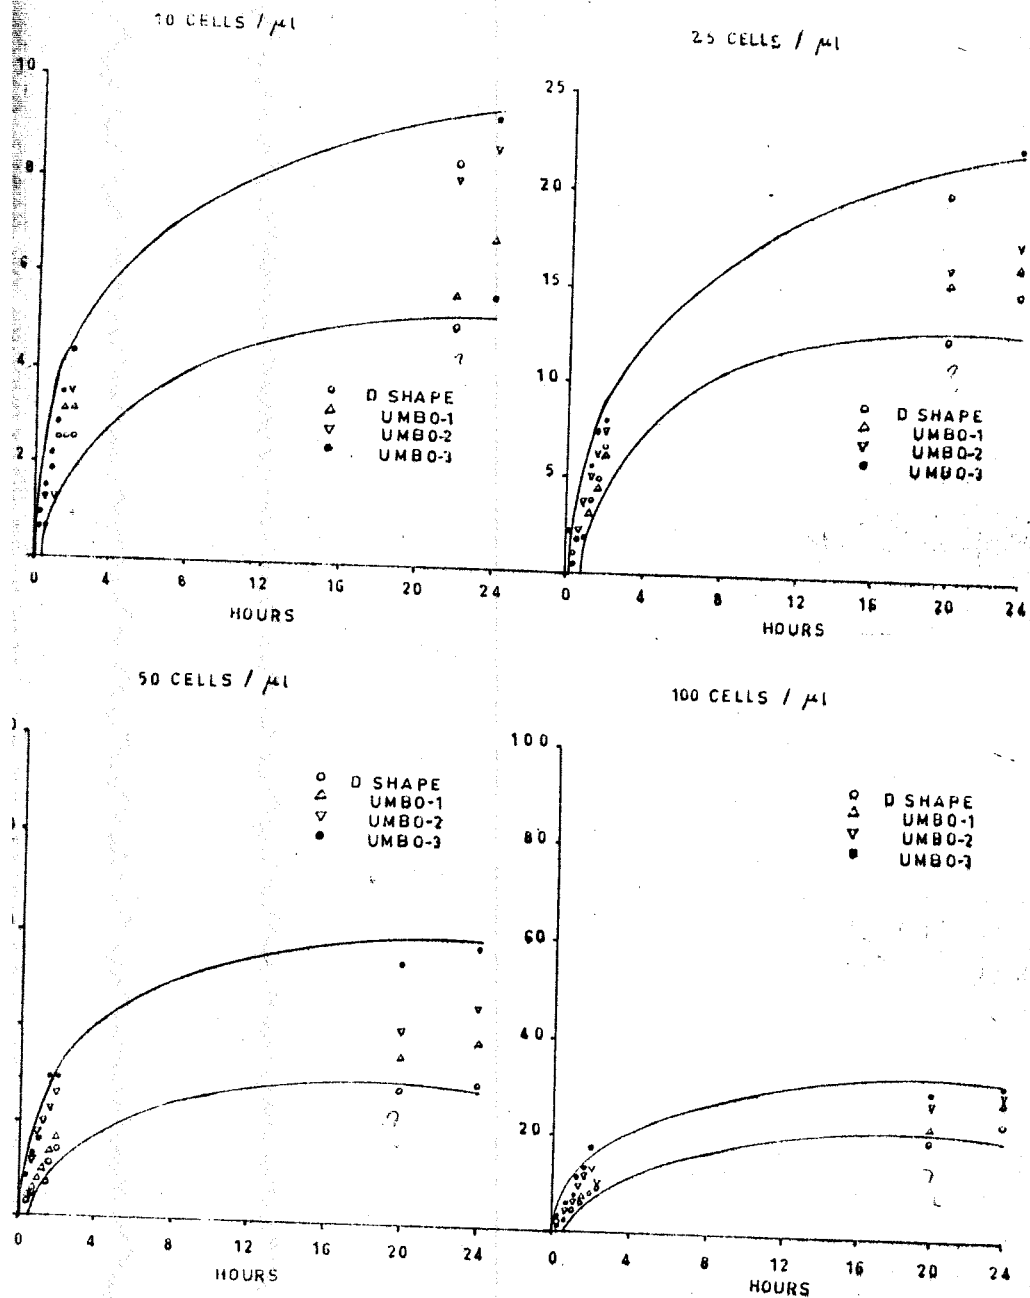 10 CELLS / μl
10
8
6
4
2
0 4 8 12 16 20 24
HOURS
D SHAPE
UMBO-1
UMBO-2
UMBO-3
?
25 CELLS / μl
25
20
15
10
5
0 4 8 12 16 20 24
HOURS
D SHAPE
UMBO-1
UMBO-2
UMBO-3
?
50 CELLS / μl
0
D SHAPE
UMBO-1
UMBO-2
UMBO-3
?
0 4 8 12 16 20 24
HOURS
100 CELLS / μl
100
80
60
40
20
D SHAPE
UMBO-1
UMBO-2
UMBO-3
?
0 4 8 12 16 20 24
HOURS